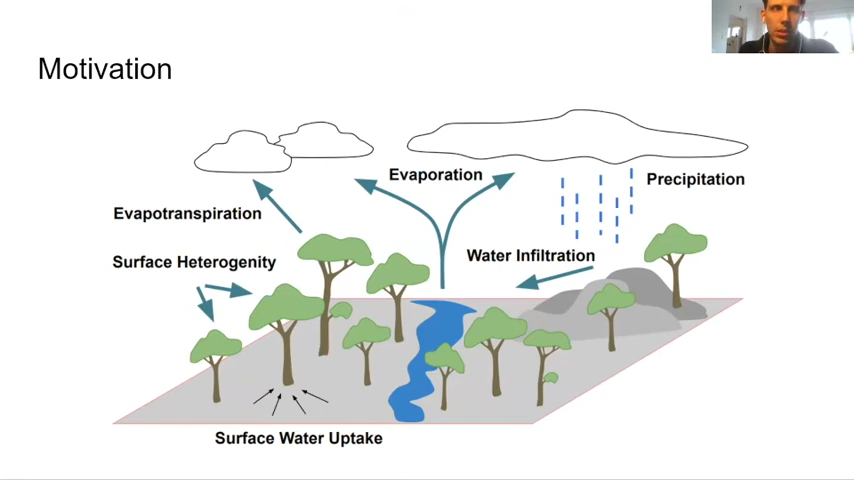 Motivation
Evaporation
Precipitation
Evapotranspiration
Water Infiltration
Surface Heterogenity
Surface Water Uptake